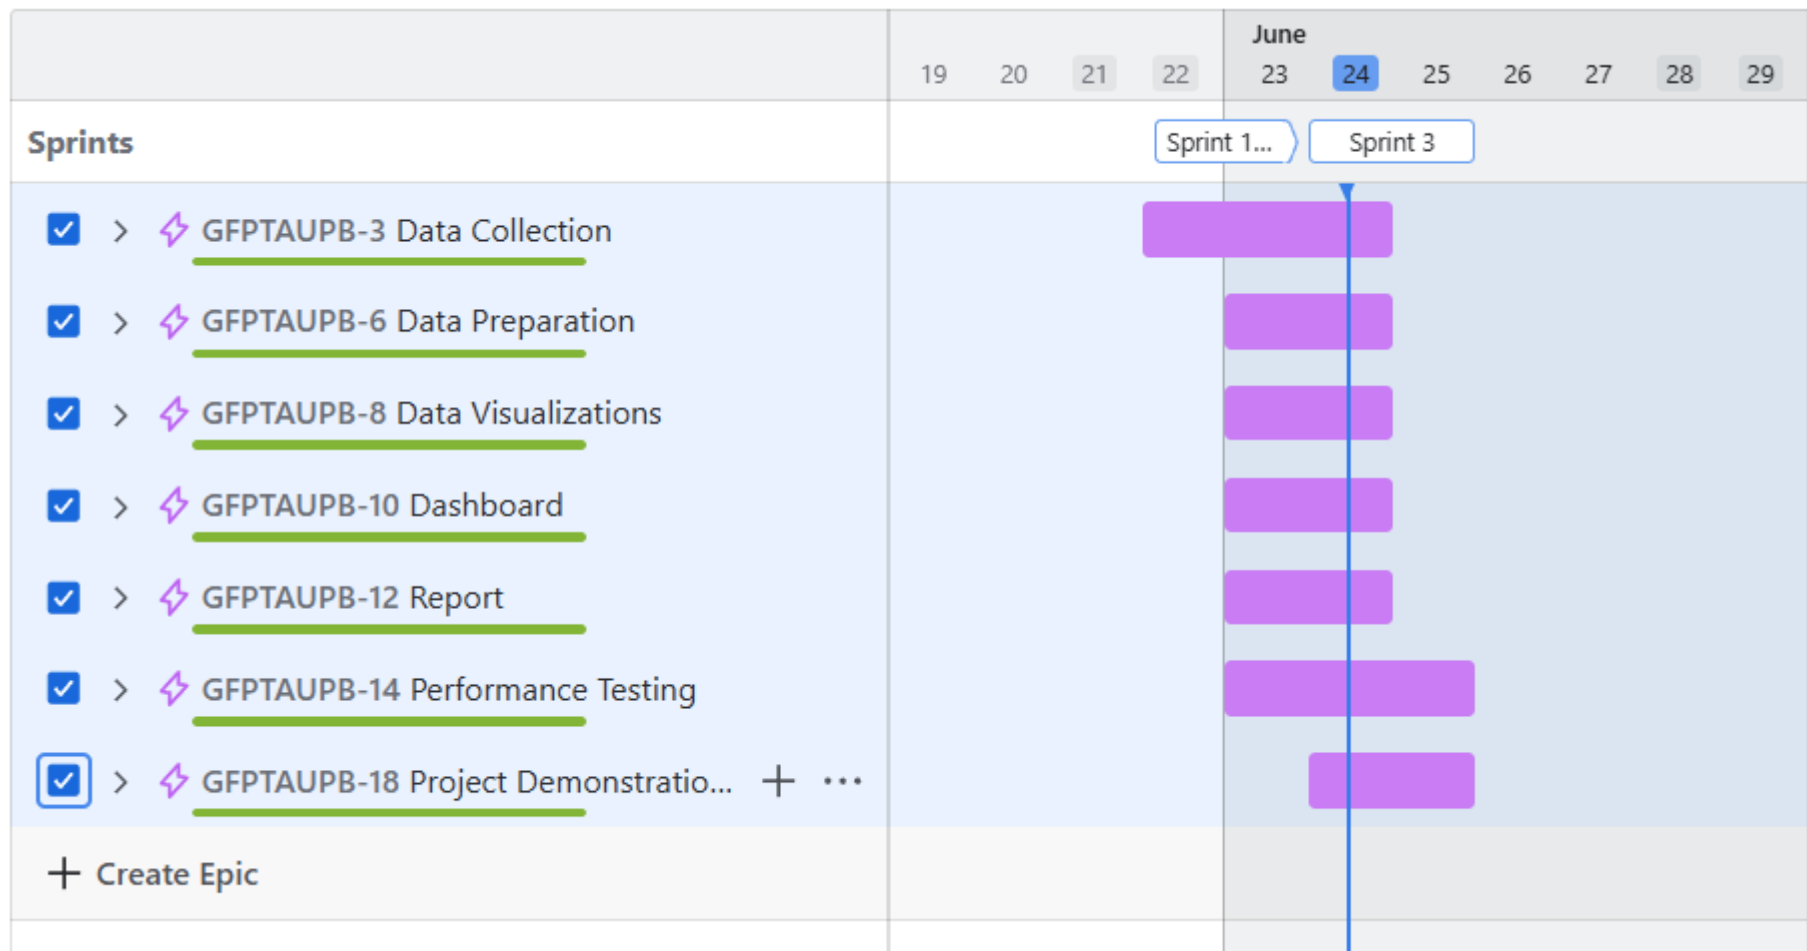 June
19 20 21 22 23 24 25 26 27 28 29
Sprints
Sprint 1... Sprint 3
GFPTAUPB-3 Data Collection
GFPTAUPB-6 Data Preparation
GFPTAUPB-8 Data Visualizations
GFPTAUPB-10 Dashboard
GFPTAUPB-12 Report
GFPTAUPB-14 Performance Testing
GFPTAUPB-18 Project Demonstratio...
Create Epic